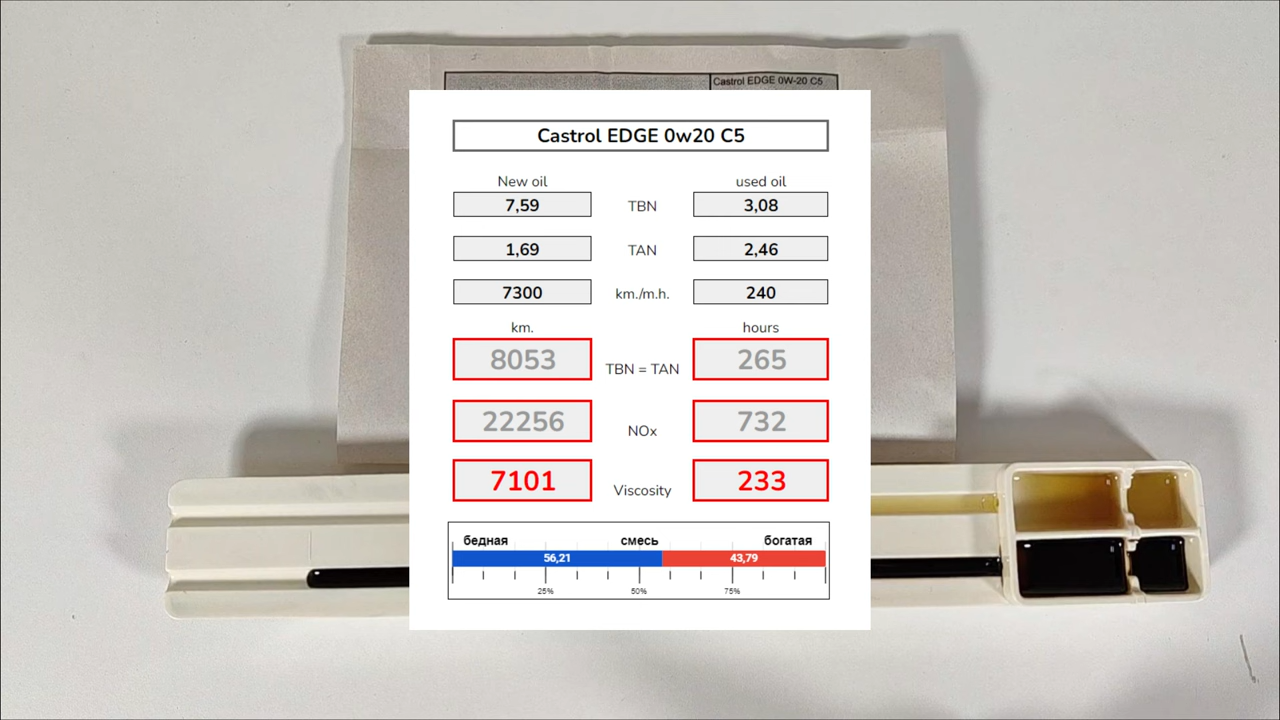 Castrol EDGE 0W-20 C5
Castrol EDGE 0w20 C5
New oil used oil
7,59 TBN 3,08
1,69 TAN 2,46
7300 km./m.h. 240
km. hours
8053 TBN = TAN 265
22256 NOx 732
7101 Viscosity 233
бедная смесь богатая
56,21 43,79
25% 50% 75%